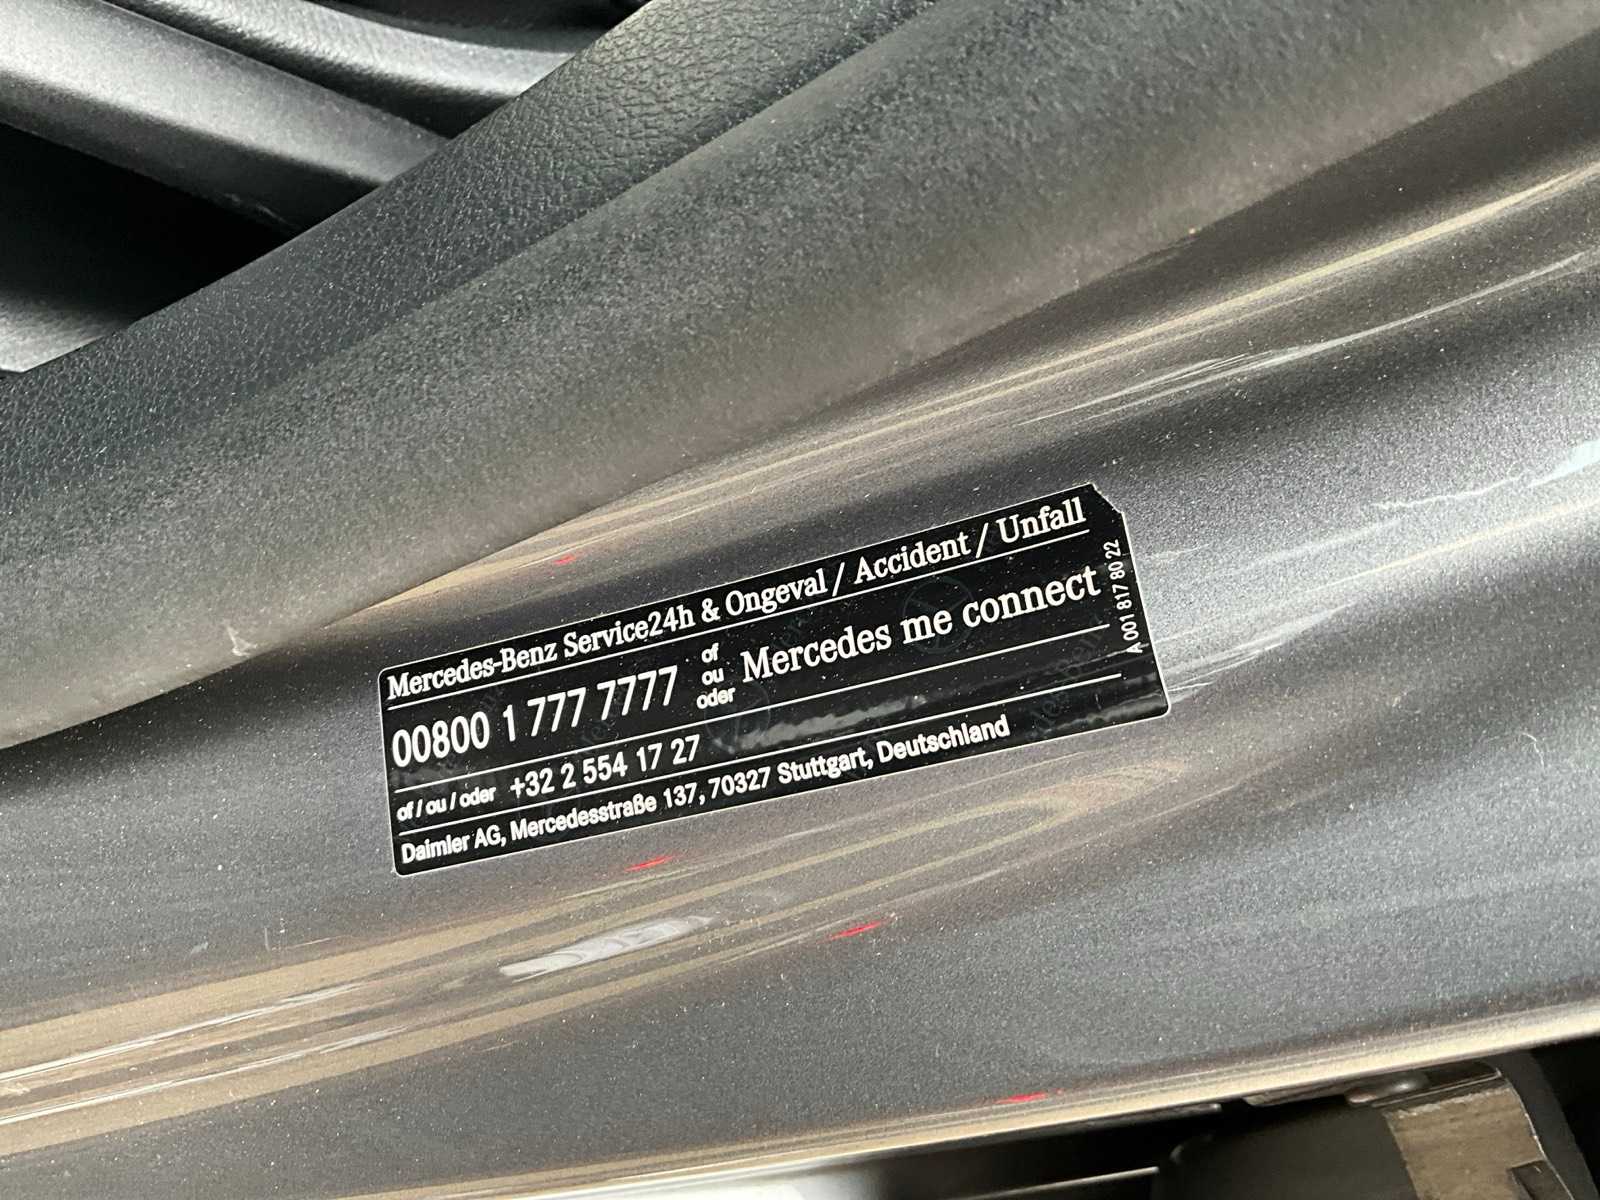 Mercedes-Benz Service24h & Ongeval / Accident / Unfall
00800 1 777 7777 of ou oder Mercedes me connect
of / ou / oder +32 2 554 17 27
Daimler AG, Mercedesstraße 137, 70327 Stuttgart, Deutschland
A 001 817 80 22